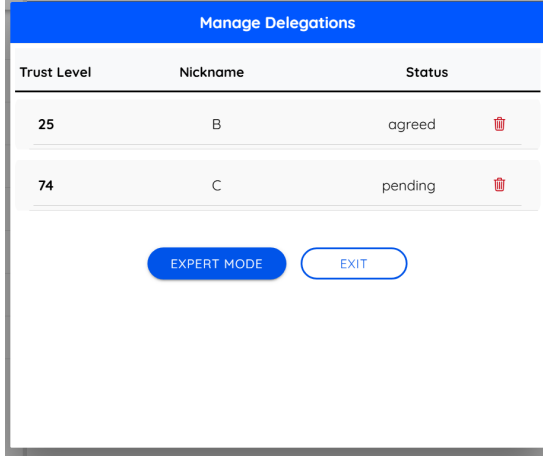 Manage Delegations
Trust Level Nickname Status
25 B agreed
74 C pending
EXPERT MODE EXIT